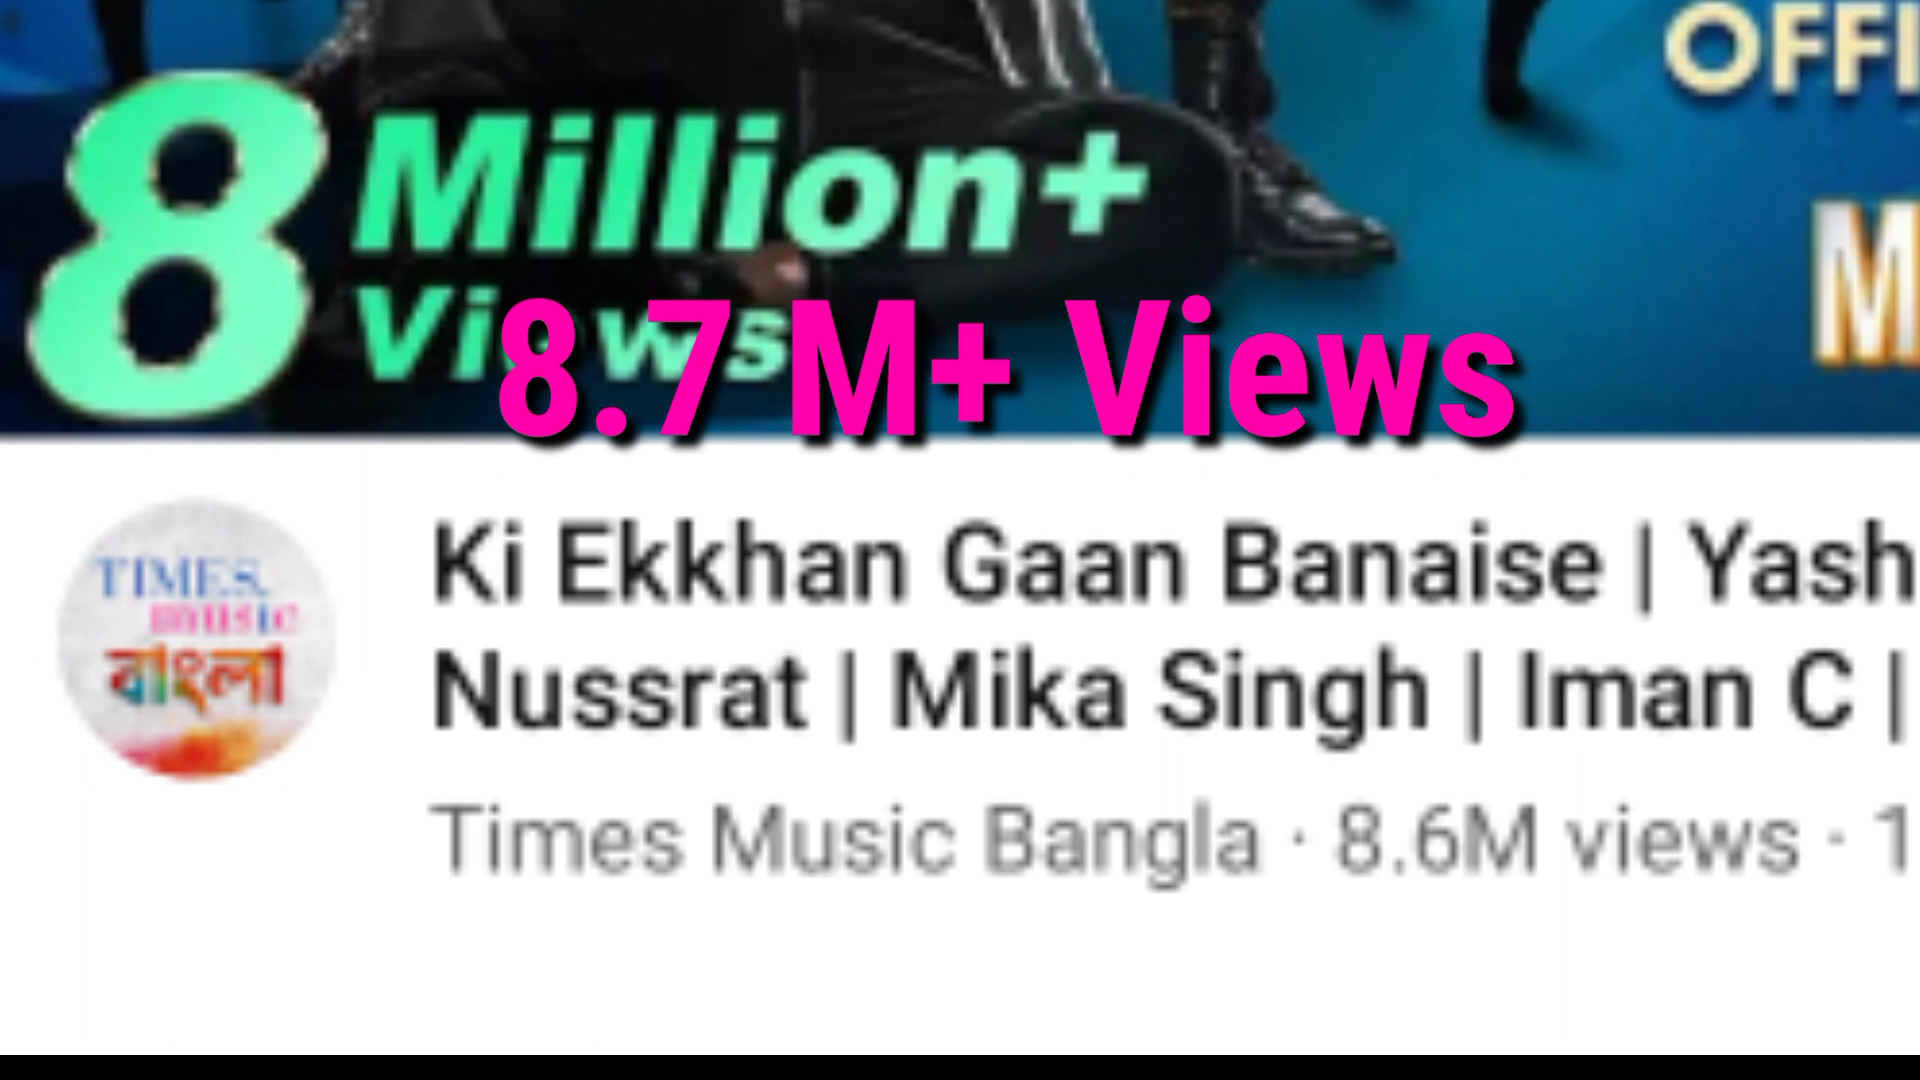 OFFI
8 Million+
Views
M
8.7 M+ Views
TIMES
music
বাংলা
Ki Ekkhan Gaan Banaise | Yash
Nussrat | Mika Singh | Iman C |
Times Music Bangla · 8.6M views · 1